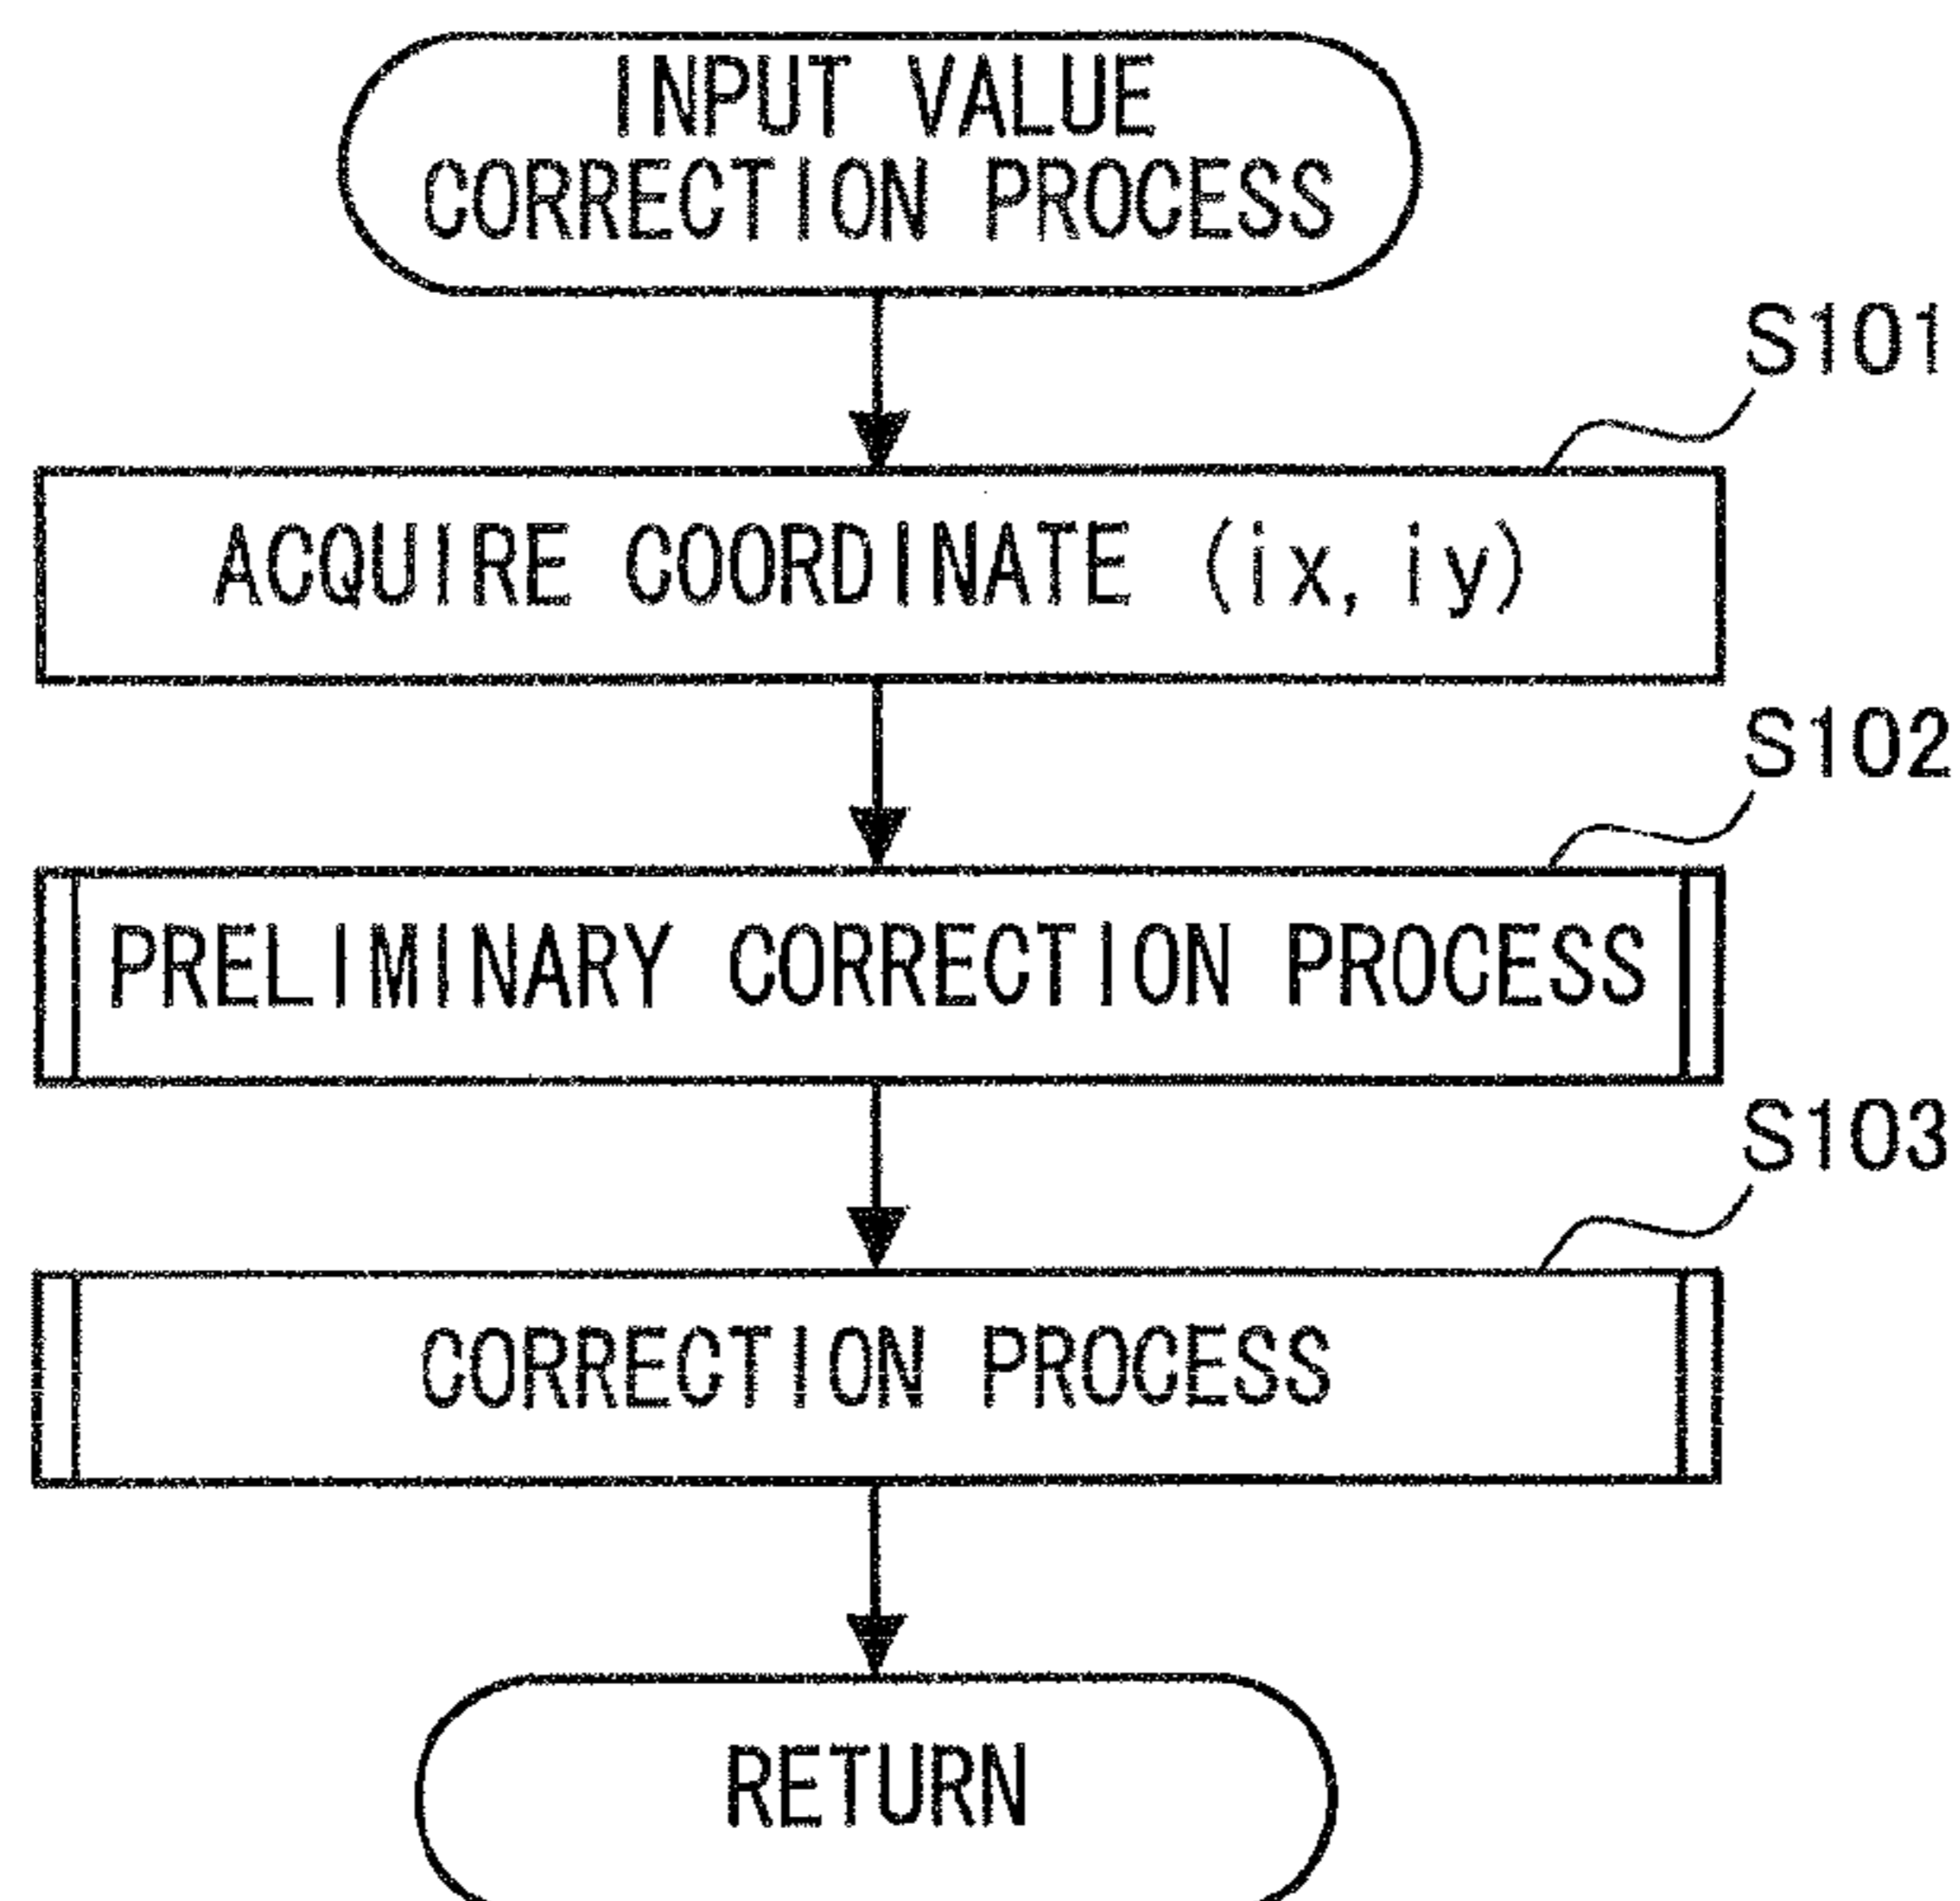 INPUT VALUE
CORRECTION PROCESS
S101
ACQUIRE COORDINATE (ix, iy)
S102
PRELIMINARY CORRECTION PROCESS
S103
CORRECTION PROCESS
RETURN